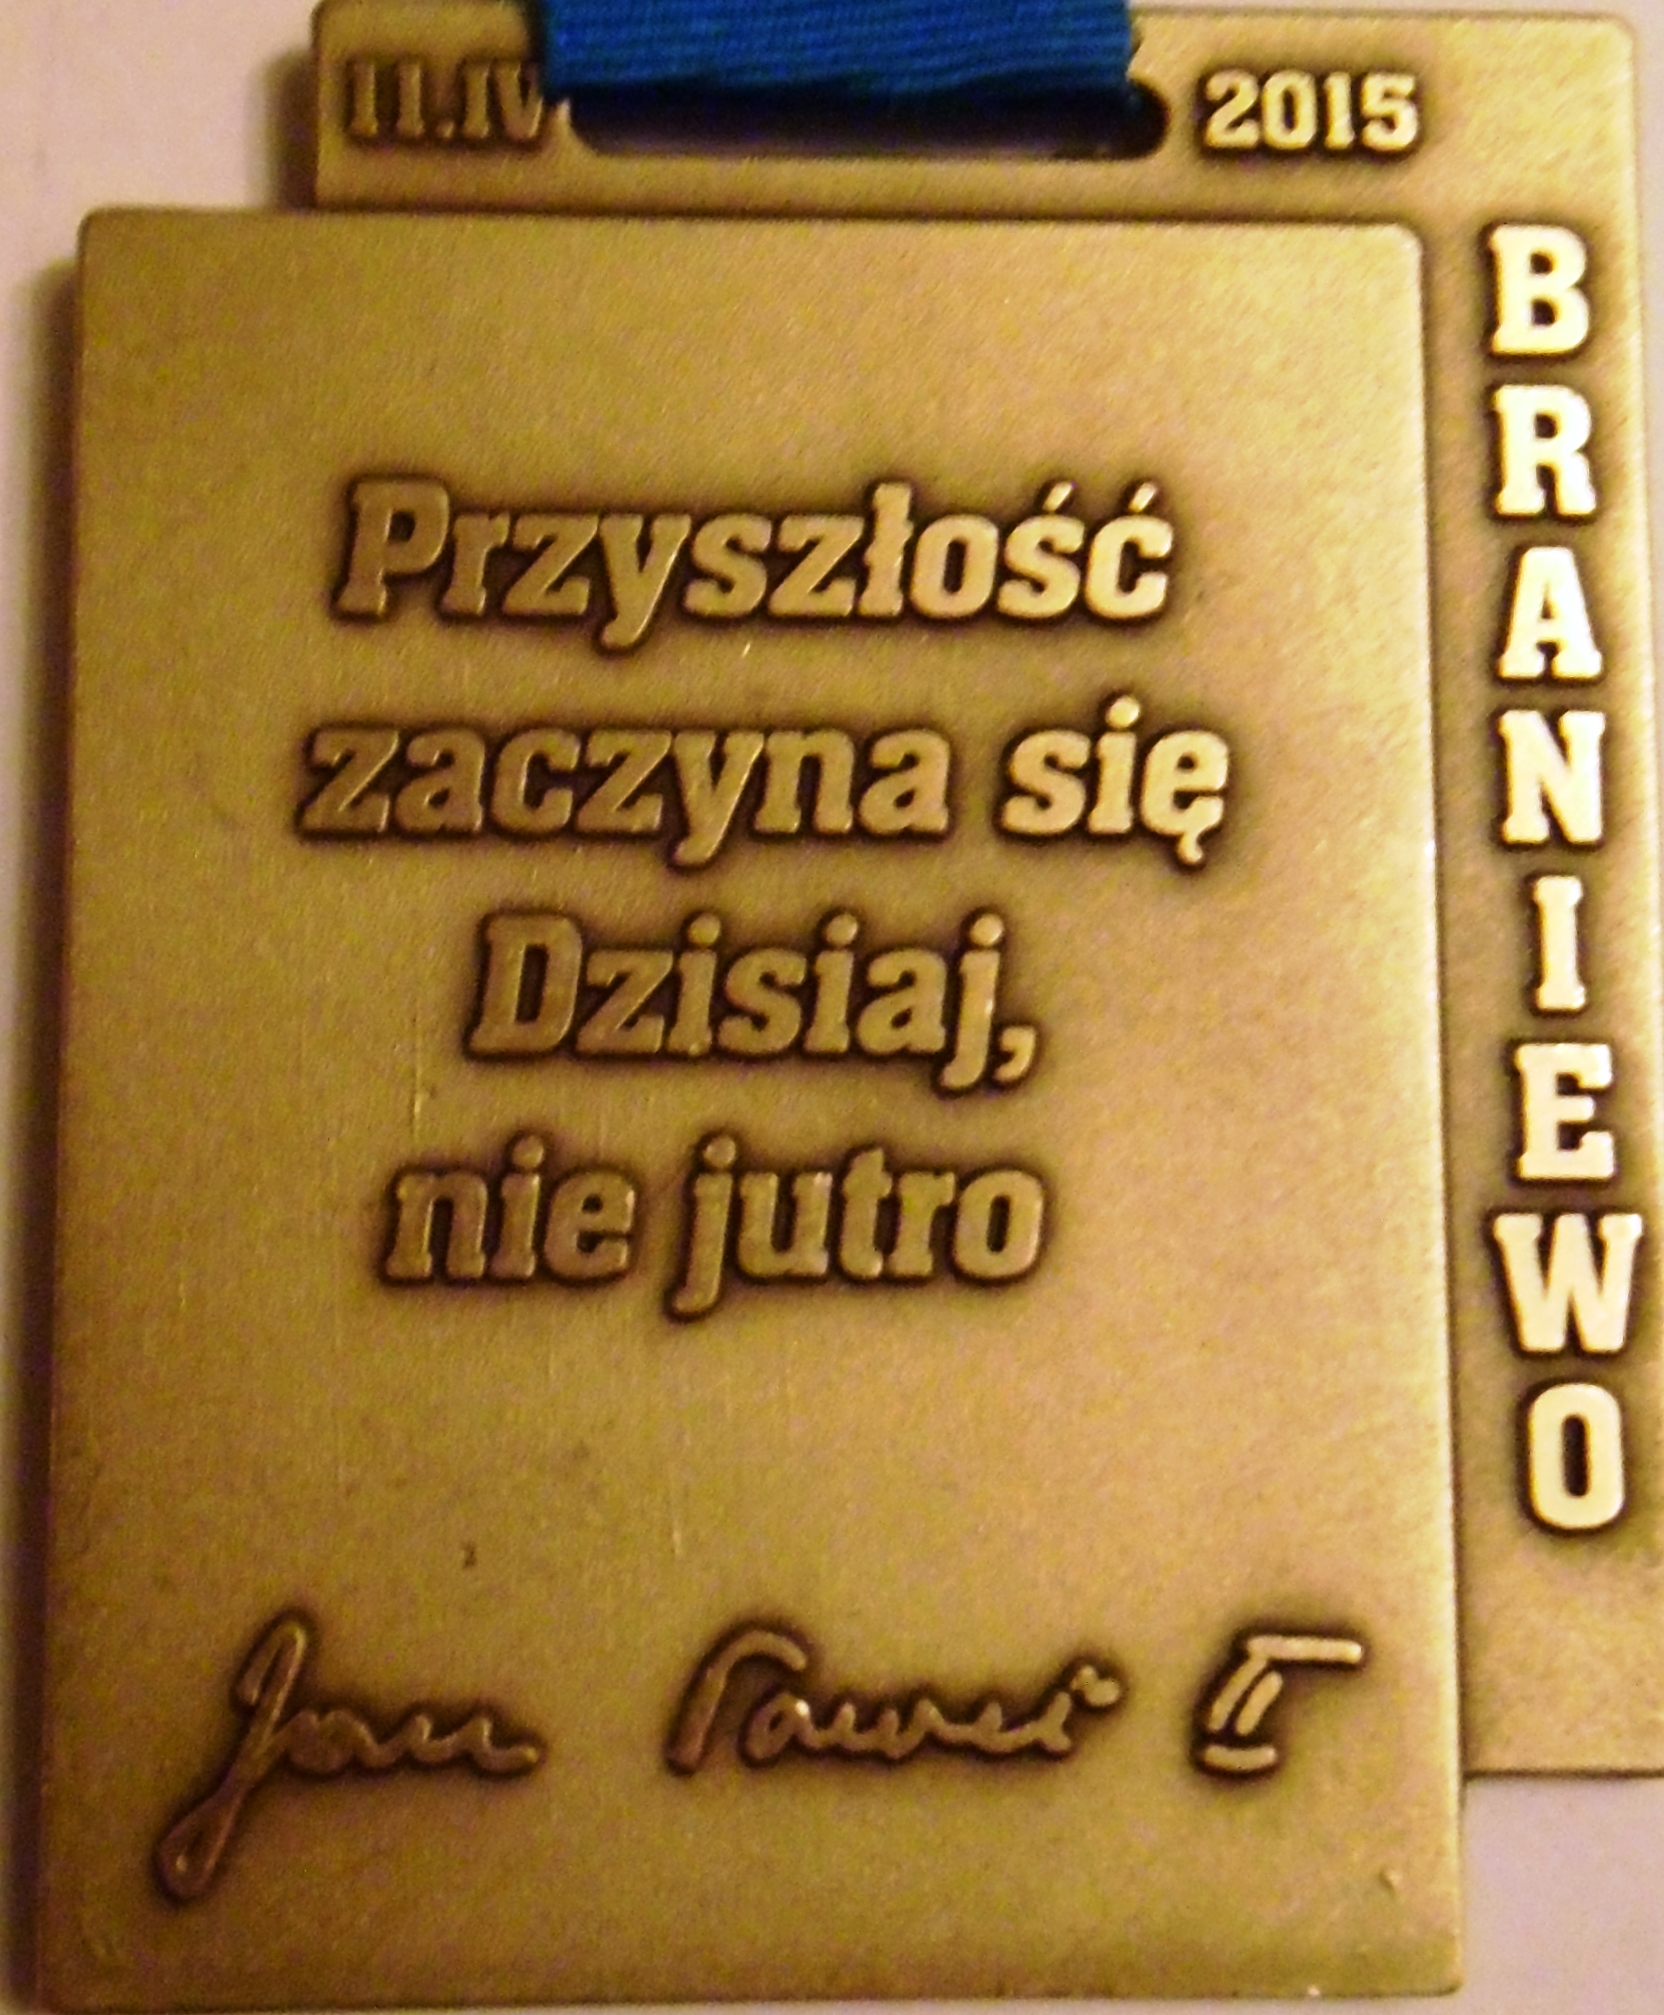 11.IV 2015
BRANIEWO
Przyszłość
zaczyna się
Dzisiaj,
nie jutro
Jan Paweł II